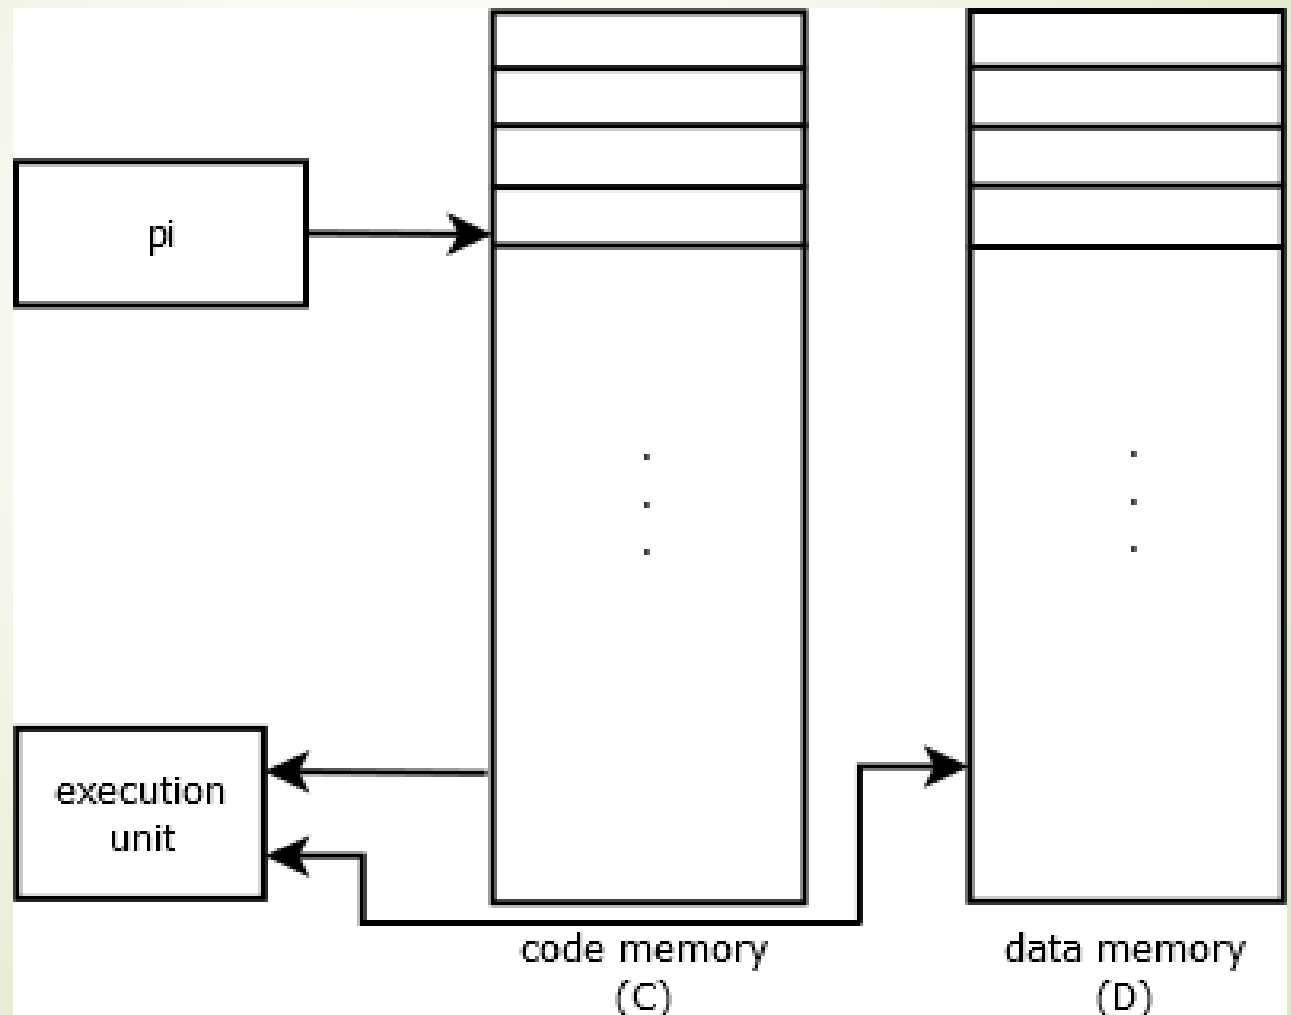 pi
execution
unit
code memory
(C)
data memory
(D)